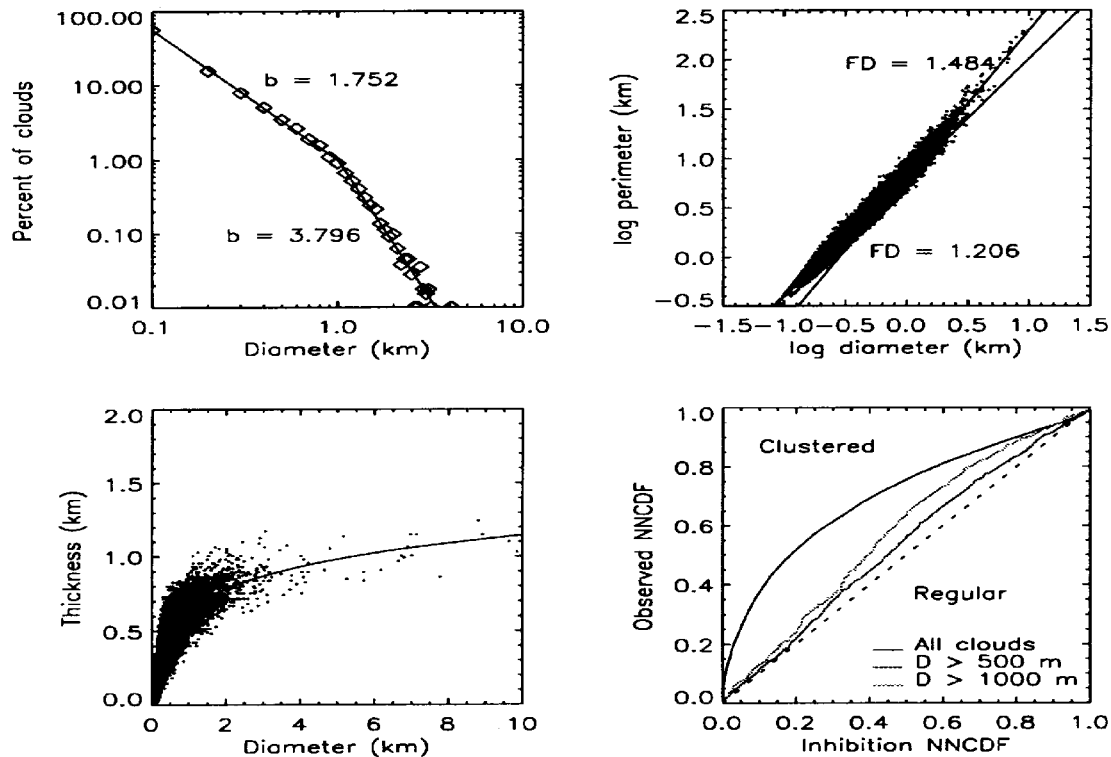 100.00
10.00
1.00
0.10
0.01
Percent of clouds
b = 1.752
b = 3.796
0.1
1.0
10.0
Diameter (km)
2.5
2.0
1.5
1.0
0.5
0.0
-0.5
log perimeter (km)
FD = 1.484
FD = 1.206
-1.5-1.0-0.5 0.0 0.5 1.0 1.5
log diameter (km)
2.0
1.5
1.0
0.5
0.0
Thickness (km)
0 2 4 6 8 10
Diameter (km)
1.0
0.8
0.6
0.4
0.2
0.0
Observed NNCDF
Clustered
Regular
All clouds
D > 500 m
D > 1000 m
0.0 0.2 0.4 0.6 0.8 1.0
Inhibition NNCDF